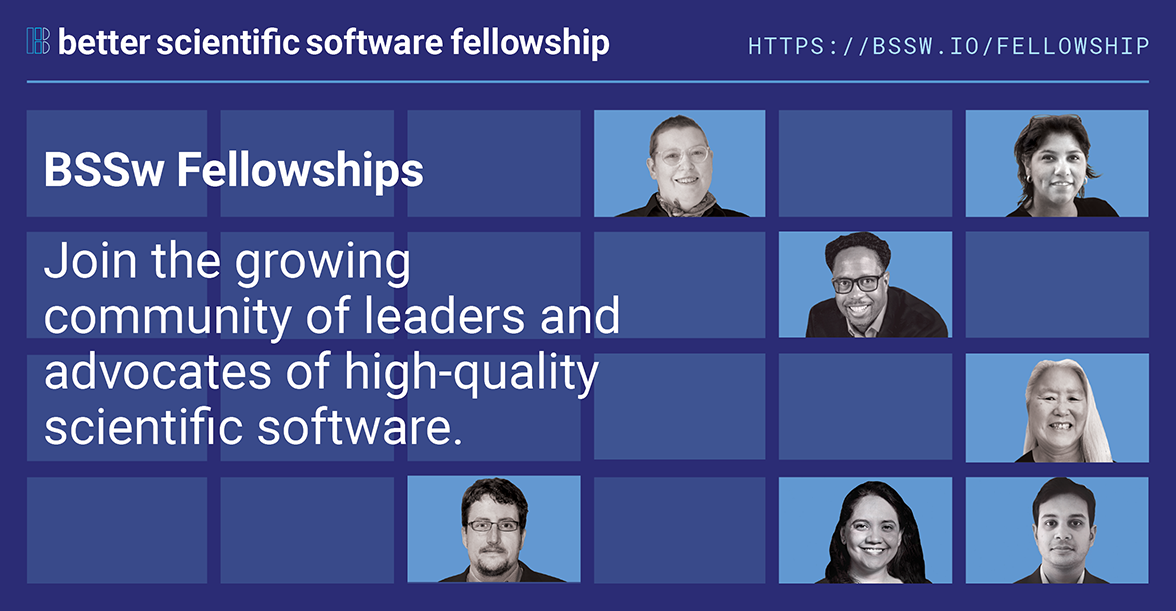 better scientific software fellowship
HTTPS://BSSW.IO/FELLOWSHIP
BSSw Fellowships
Join the growing
community of leaders and
advocates of high-quality
scientific software.